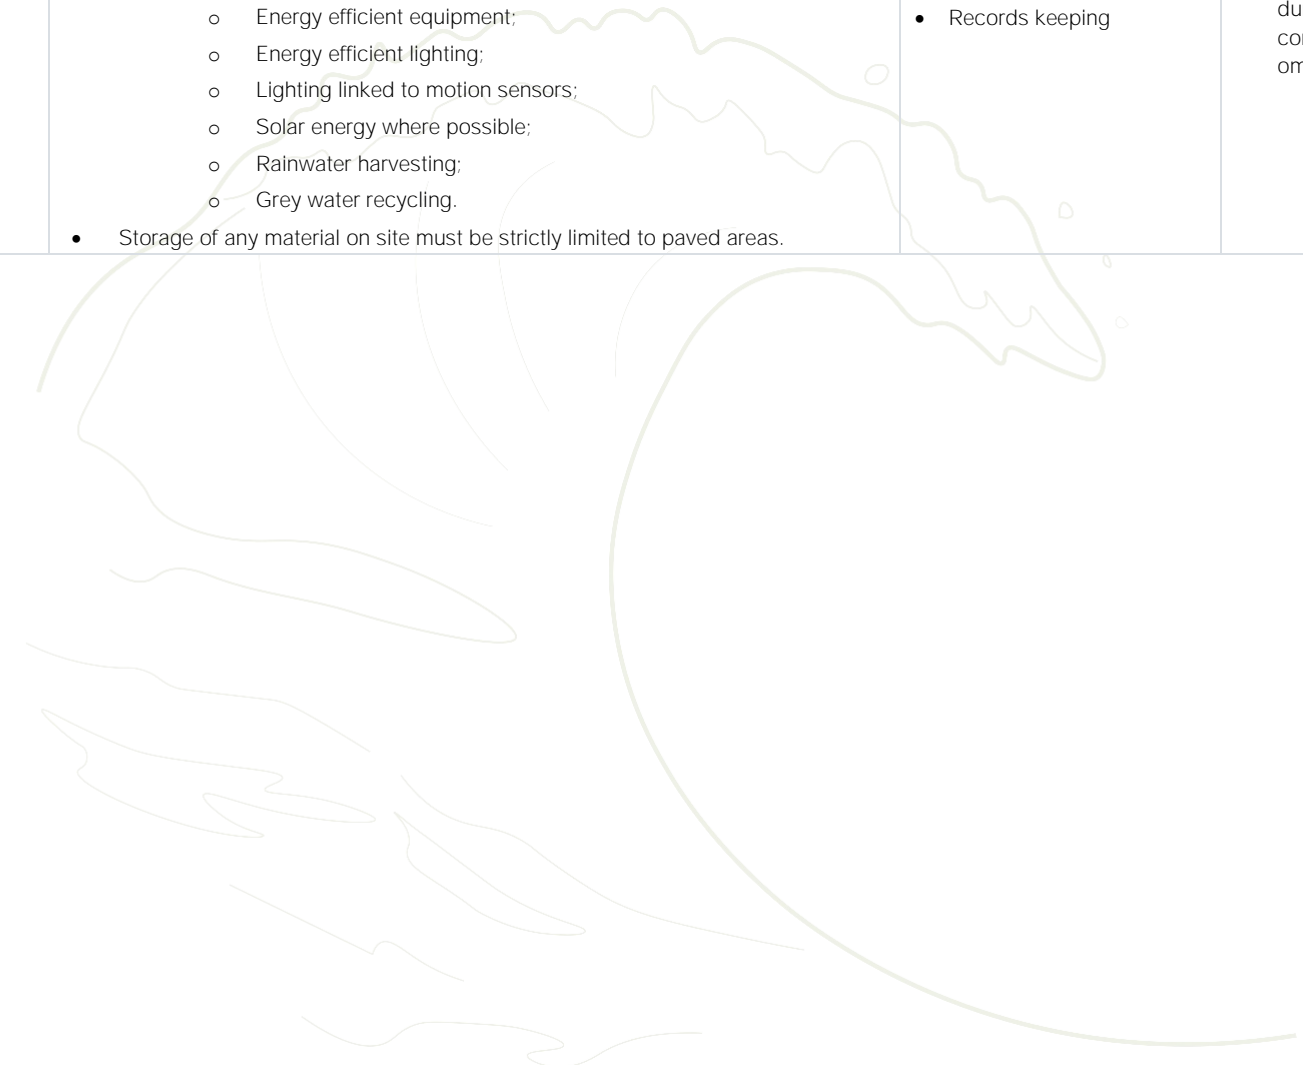 o Energy efficient equipment;
o Energy efficient lighting;
o Lighting linked to motion sensors;
o Solar energy where possible;
o Rainwater harvesting;
o Grey water recycling.
• Storage of any material on site must be strictly limited to paved areas.
• Records keeping